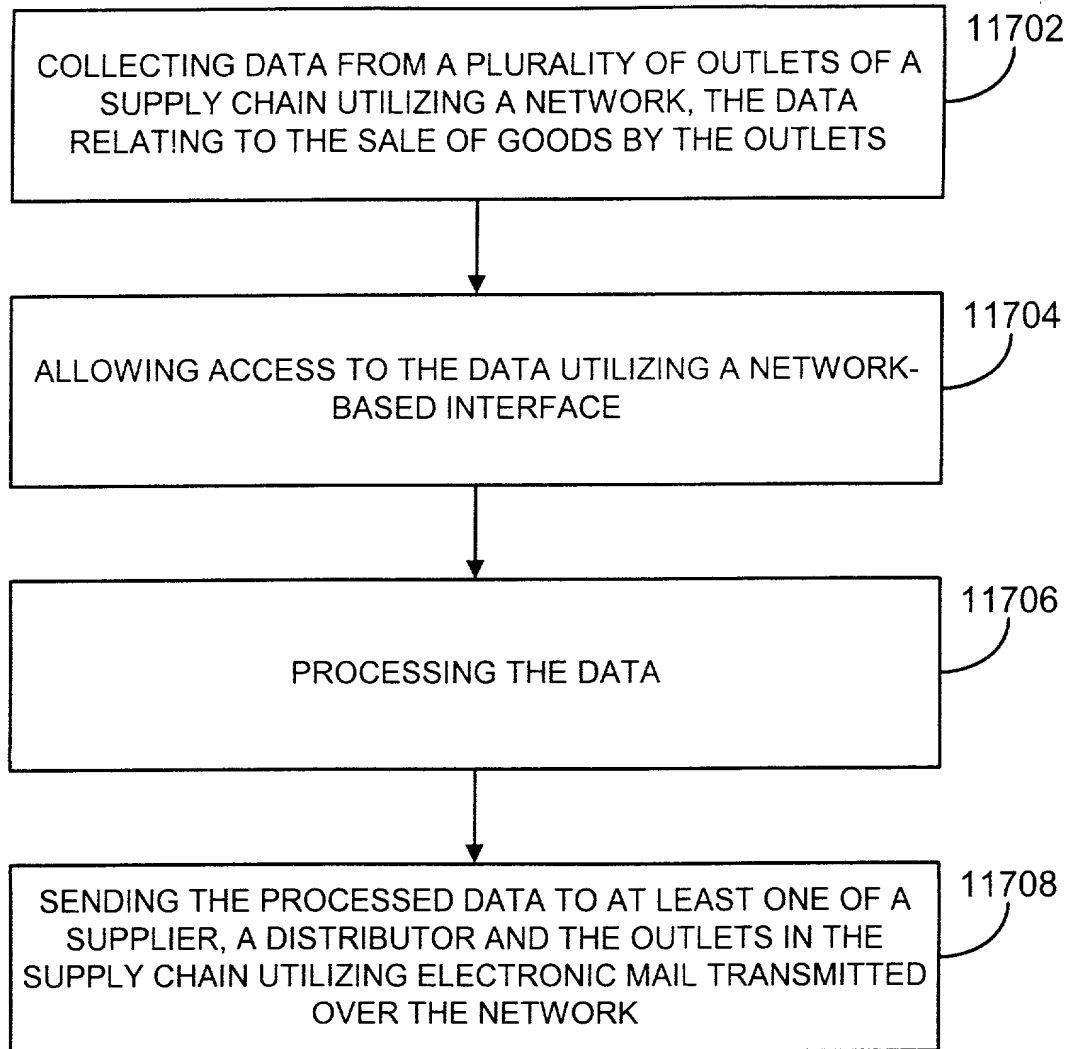 11702
COLLECTING DATA FROM A PLURALITY OF OUTLETS OF A
SUPPLY CHAIN UTILIZING A NETWORK, THE DATA
RELATING TO THE SALE OF GOODS BY THE OUTLETS
11704
ALLOWING ACCESS TO THE DATA UTILIZING A NETWORK-
BASED INTERFACE
11706
PROCESSING THE DATA
11708
SENDING THE PROCESSED DATA TO AT LEAST ONE OF A
SUPPLIER, A DISTRIBUTOR AND THE OUTLETS IN THE
SUPPLY CHAIN UTILIZING ELECTRONIC MAIL TRANSMITTED
OVER THE NETWORK